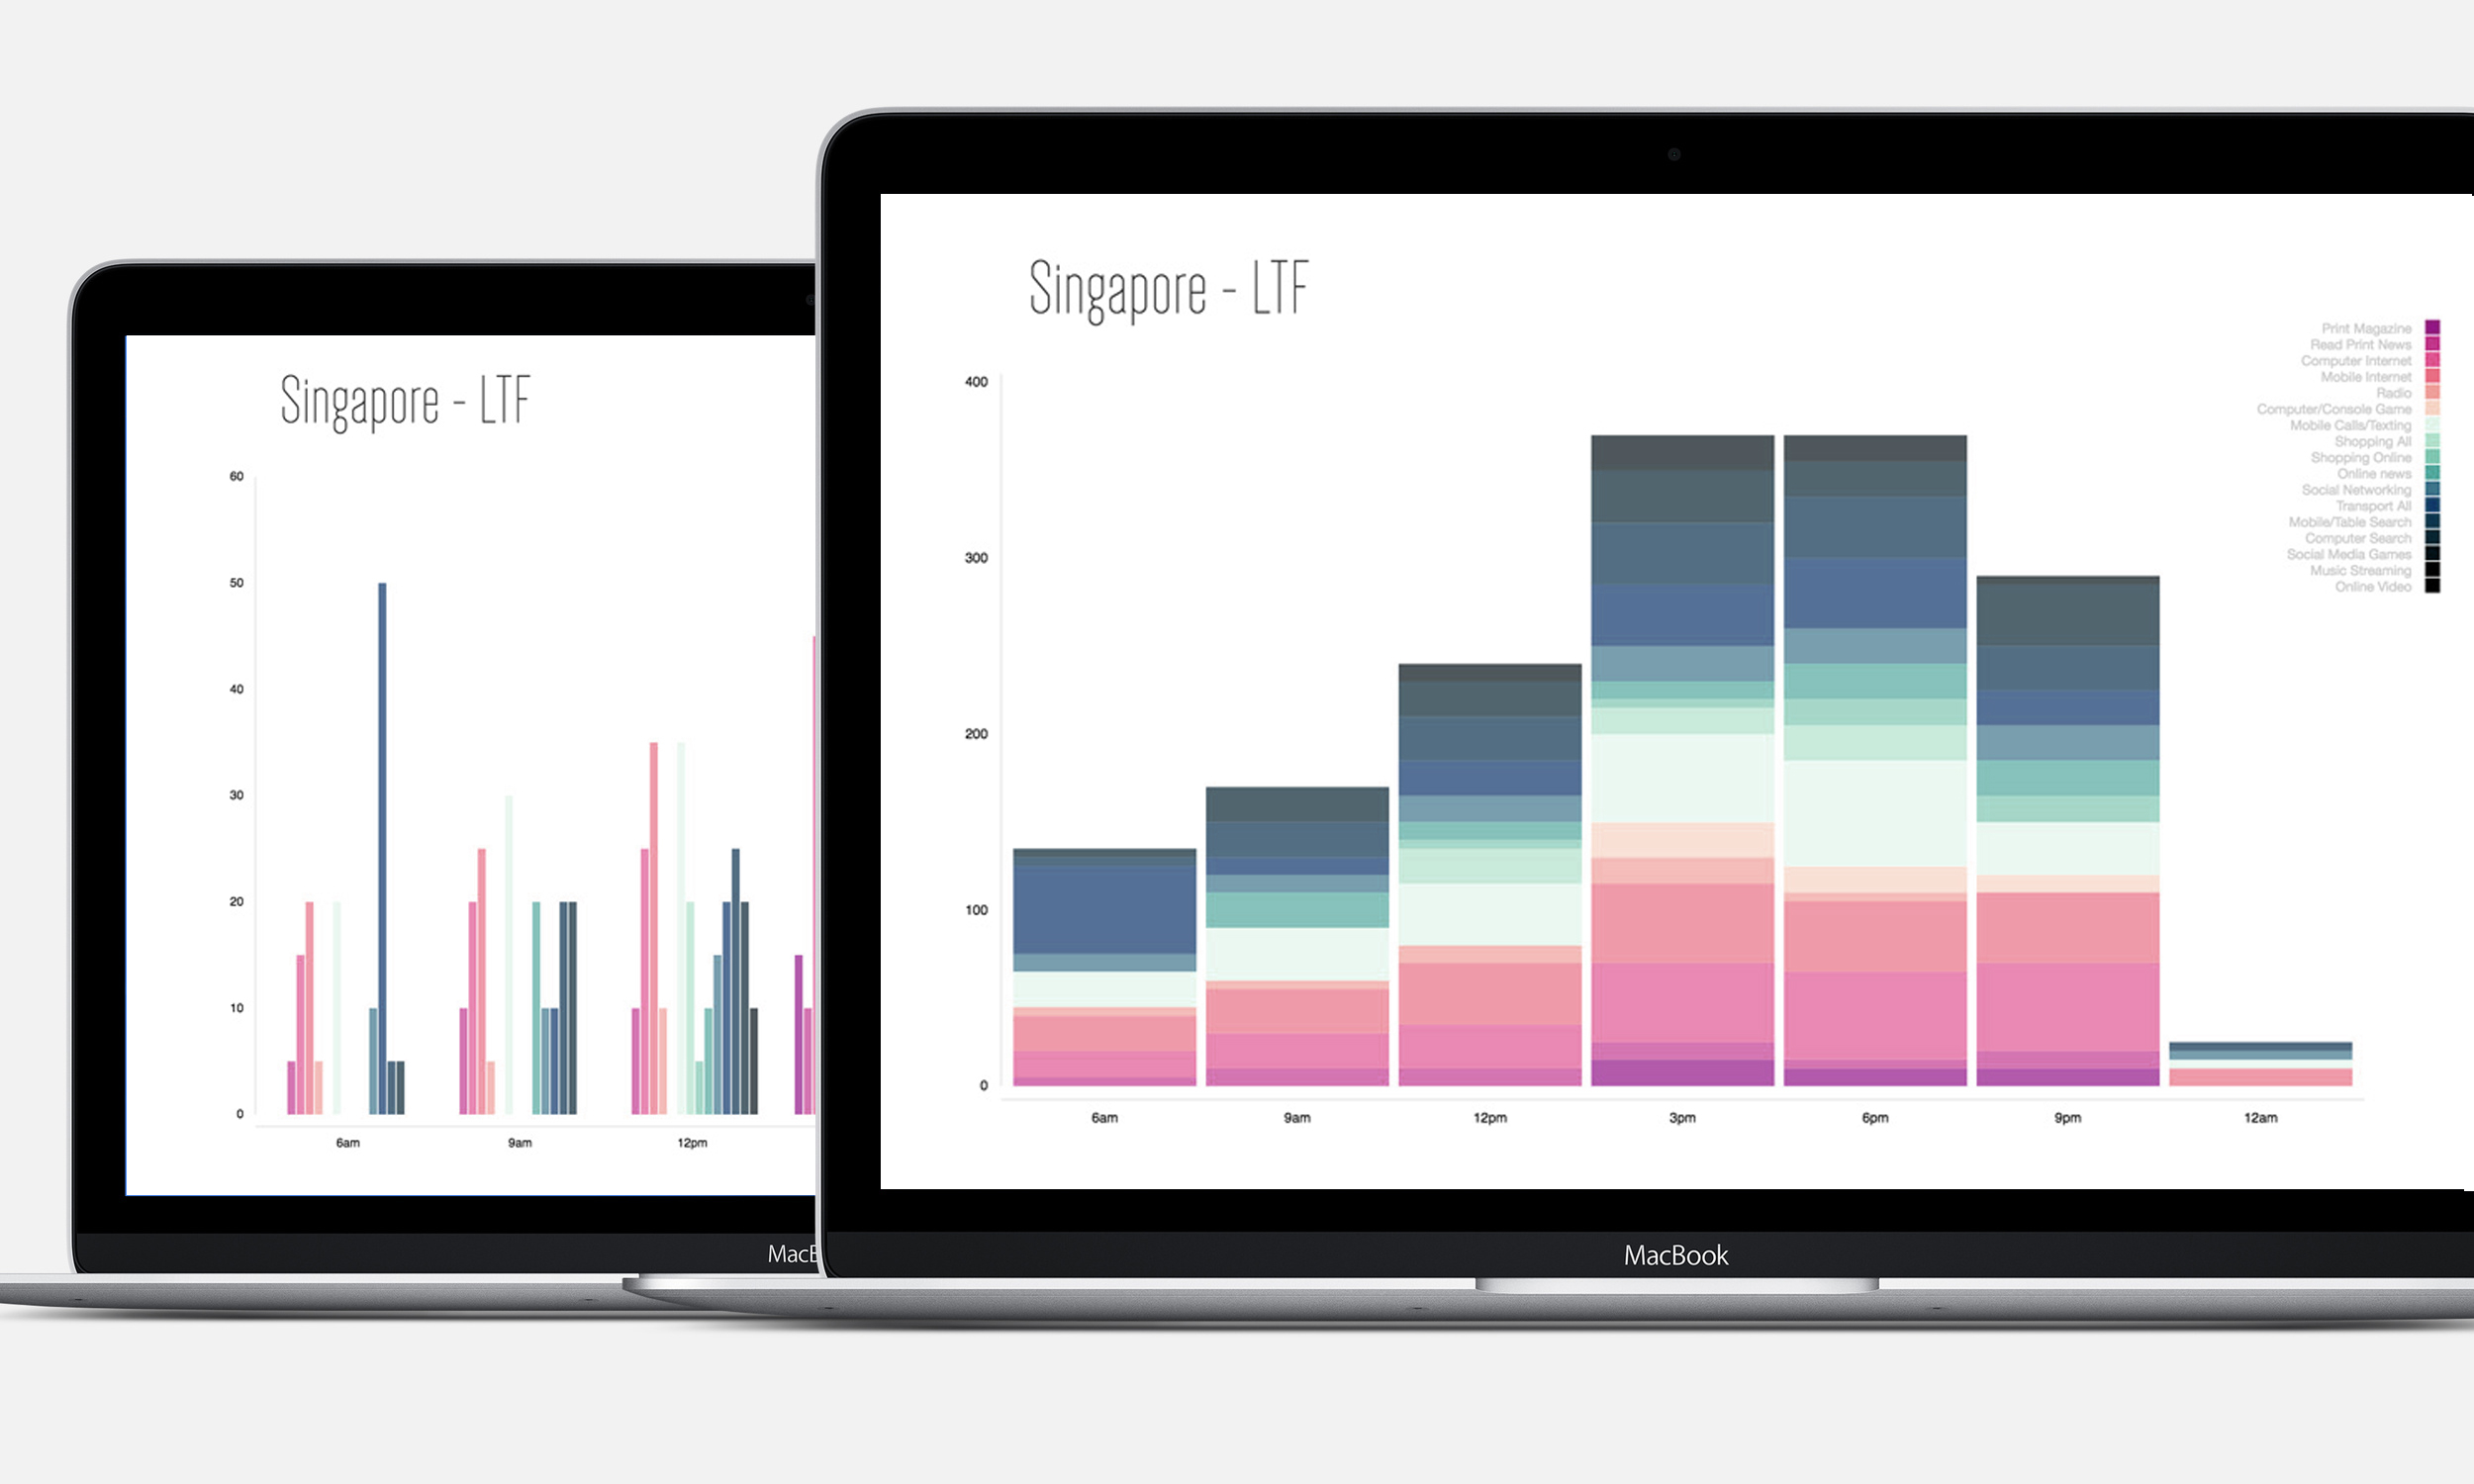 Singapore - LTF
60
50
40
30
20
10
0
6am
9am
12pm
MacB
Singapore - LTF
Print Magazine
Read Print News
Computer Internet
Mobile Internet
Radio
Computer/Console Game
Mobile Calls/Texting
Shopping All
Shopping Online
Online news
Social Networking
Transport All
Mobile/Table Search
Computer Search
Social Media Games
Music Streaming
Online Video
400
300
200
100
0
6am
9am
12pm
3pm
6pm
9pm
12am
MacBook